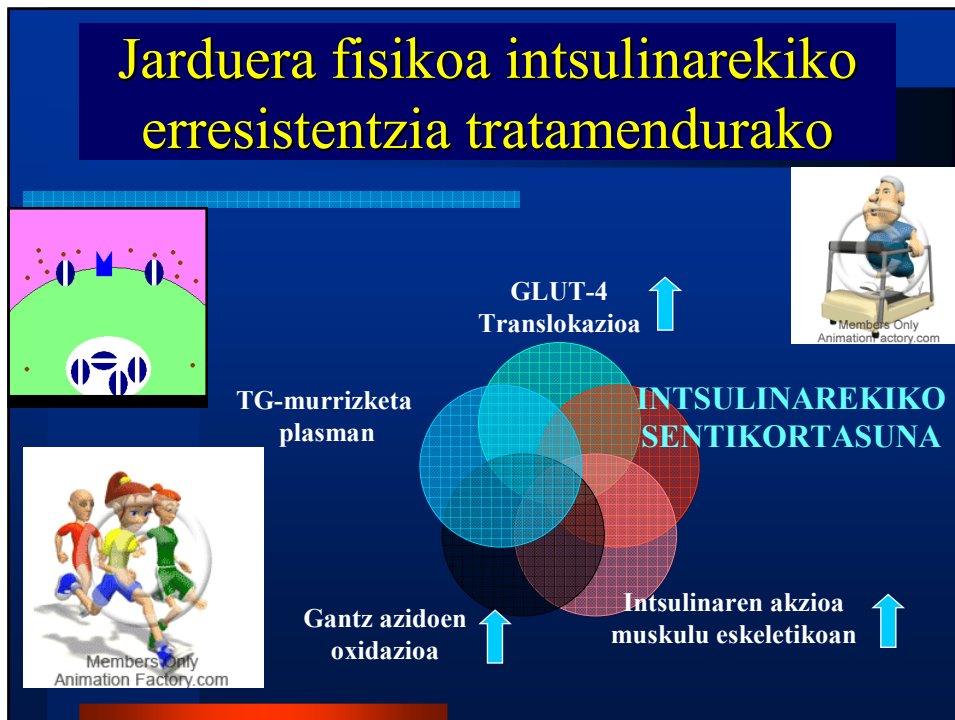 Jarduera fisikoa intsulinarekiko
erresistentzia tratamendurako
Members Only
AnimationFactory.com
GLUT-4
Translokazioa
INTSULINAREKIKO
SENTIKORTASUNA
TG-murrizketa
plasman
Intsulinaren akzioa
muskulu eskeletikoan
Gantz azidoen
oxidazioa
Members Only
Animation Factory.com